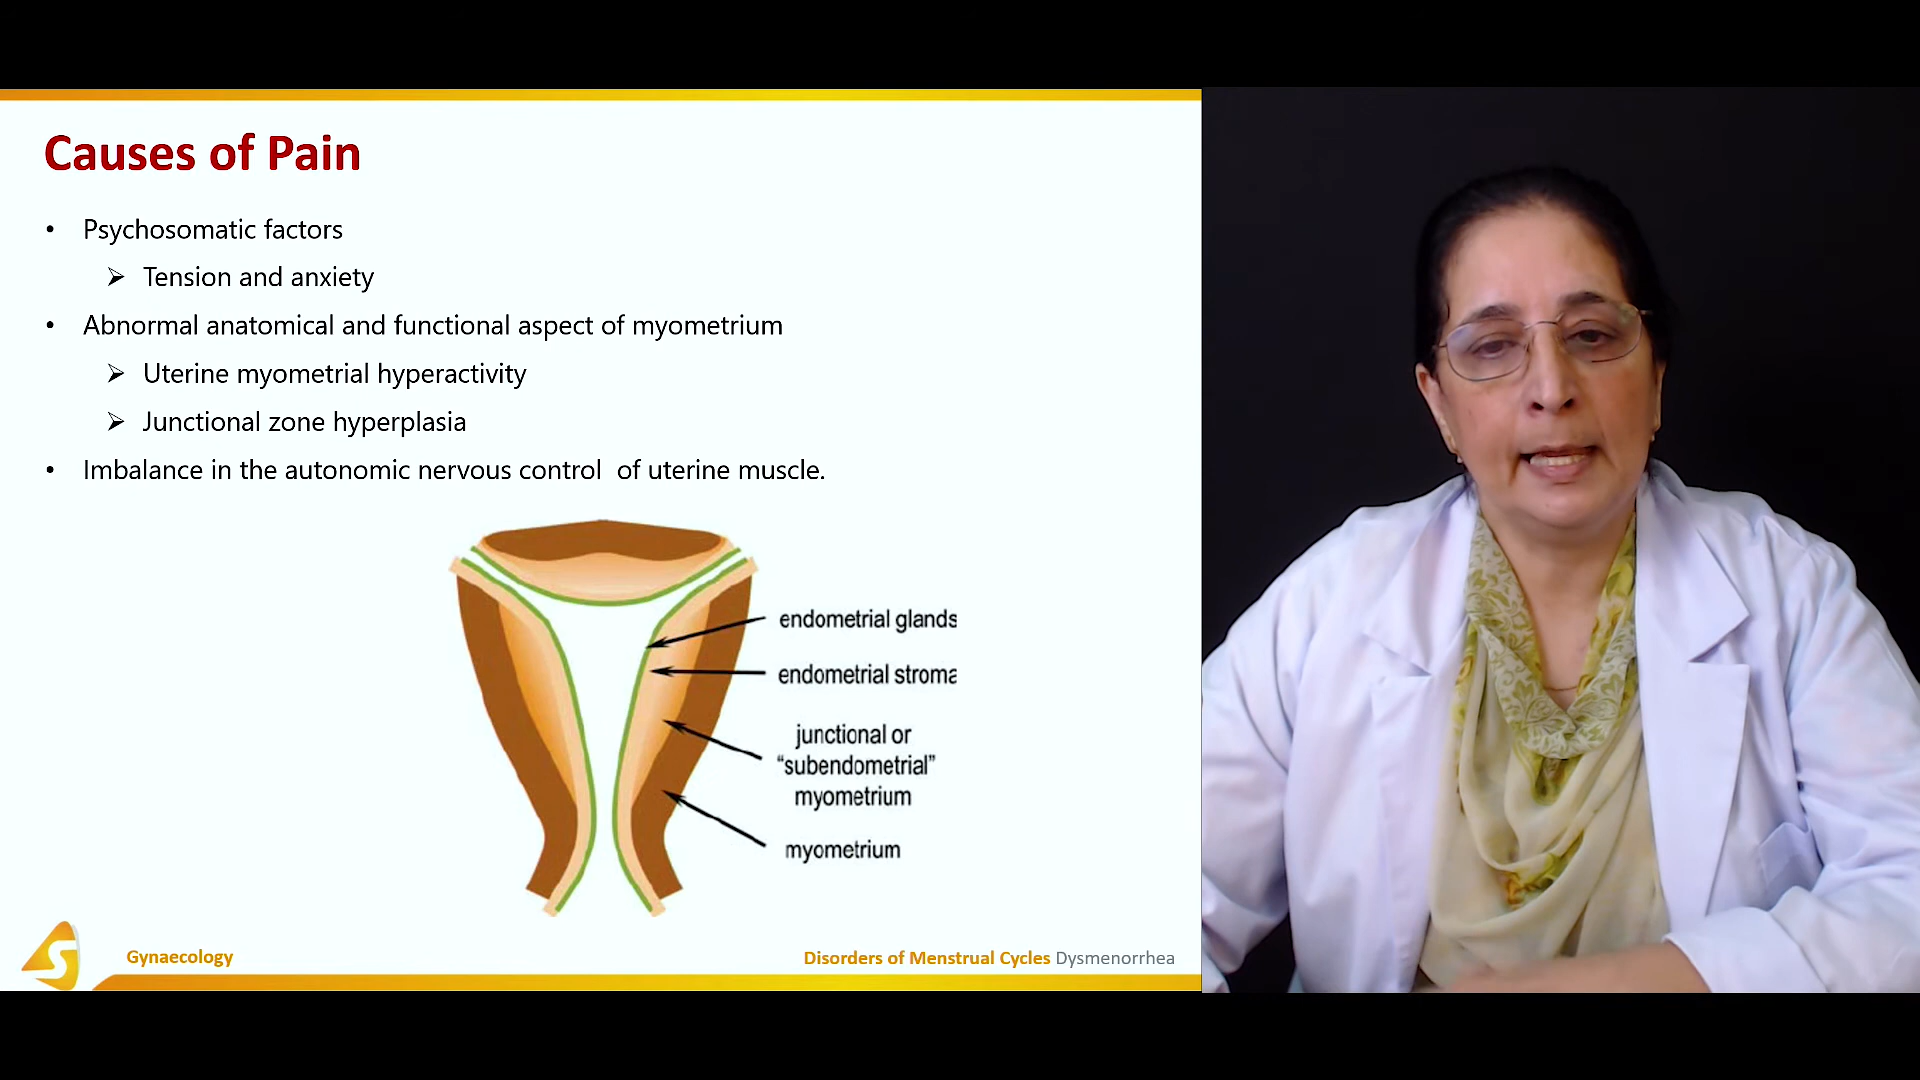 Causes of Pain
• Psychosomatic factors
➢ Tension and anxiety
• Abnormal anatomical and functional aspect of myometrium
➢ Uterine myometrial hyperactivity
➢ Junctional zone hyperplasia
• Imbalance in the autonomic nervous control of uterine muscle.
endometrial glands
endometrial stroma
junctional or
“subendometrial”
myometrium
myometrium
S
Gynaecology
Disorders of Menstrual Cycles Dysmenorrhea